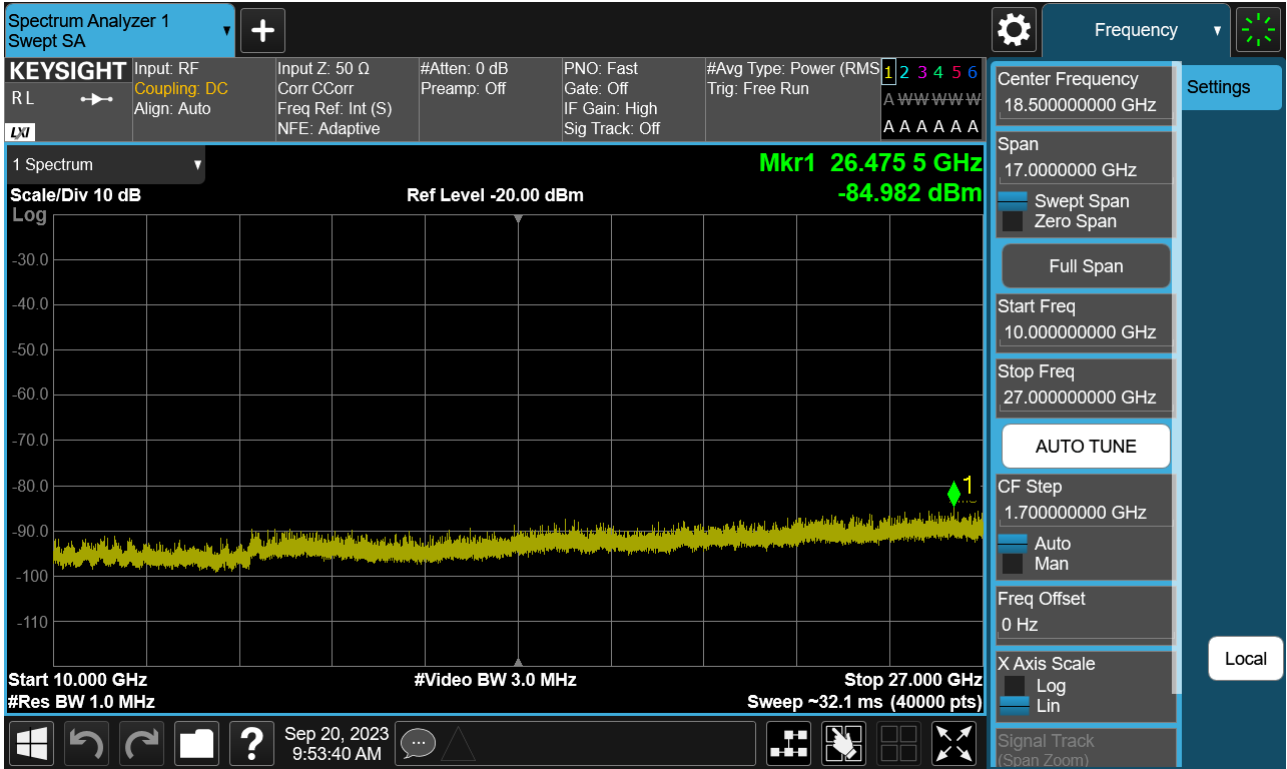 Spectrum Analyzer 1
Swept SA
Frequency
KEYSIGHT
R L
LXI
Input: RF
Coupling: DC
Align: Auto
Input Z: 50 Ω
Corr CCorr
Freq Ref: Int (S)
NFE: Adaptive
#Atten: 0 dB
Preamp: Off
PNO: Fast
Gate: Off
IF Gain: High
Sig Track: Off
#Avg Type: Power (RMS
Trig: Free Run
1 2 3 4 5 6
A W W W W W
A A A A A A
1 Spectrum
Scale/Div 10 dB
Log
Ref Level -20.00 dBm
Mkr1 26.475 5 GHz
-84.982 dBm
-30.0
-40.0
-50.0
-60.0
-70.0
-80.0
-90.0
-100
-110
1
Start 10.000 GHz
#Res BW 1.0 MHz
#Video BW 3.0 MHz
Stop 27.000 GHz
Sweep ~32.1 ms (40000 pts)
Center Frequency
18.500000000 GHz
Span
17.0000000 GHz
Swept Span
Zero Span
Full Span
Start Freq
10.000000000 GHz
Stop Freq
27.000000000 GHz
AUTO TUNE
CF Step
1.700000000 GHz
Auto
Man
Freq Offset
0 Hz
X Axis Scale
Log
Lin
Signal Track
(Span Zoom)
Settings
Local
?
Sep 20, 2023
9:53:40 AM